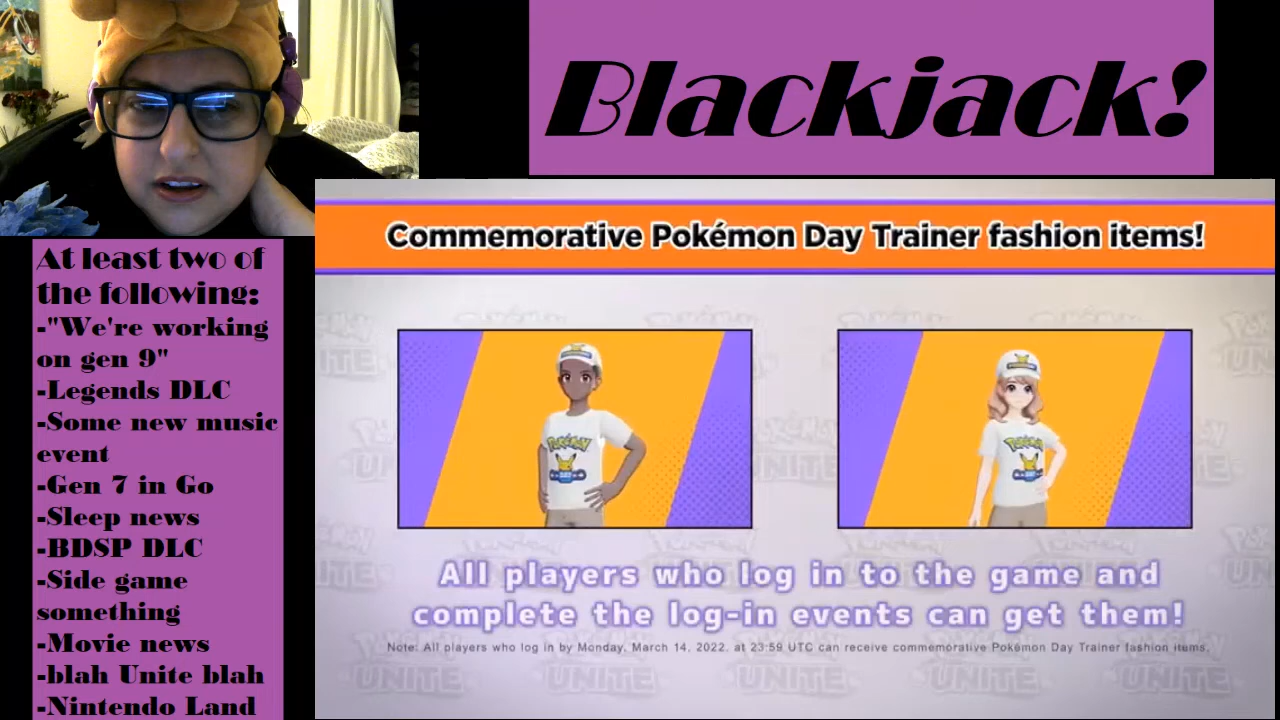 Blackjack!
At least two of
the following:
-"We're working
on gen 9"
-Legends DLC
-Some new music
event
-Gen 7 in Go
-Sleep news
-BDSP DLC
-Side game
something
-Movie news
-blah Unite blah
-Nintendo Land
Commemorative Pokémon Day Trainer fashion items!
POKÉMON
POKÉMON
All players who log in to the game and
complete the log-in events can get them!
Note: All players who log in by Monday, March 14, 2022, at 23:59 UTC can receive commemorative Pokémon Day Trainer fashion items.
POKÉMON
UNITE